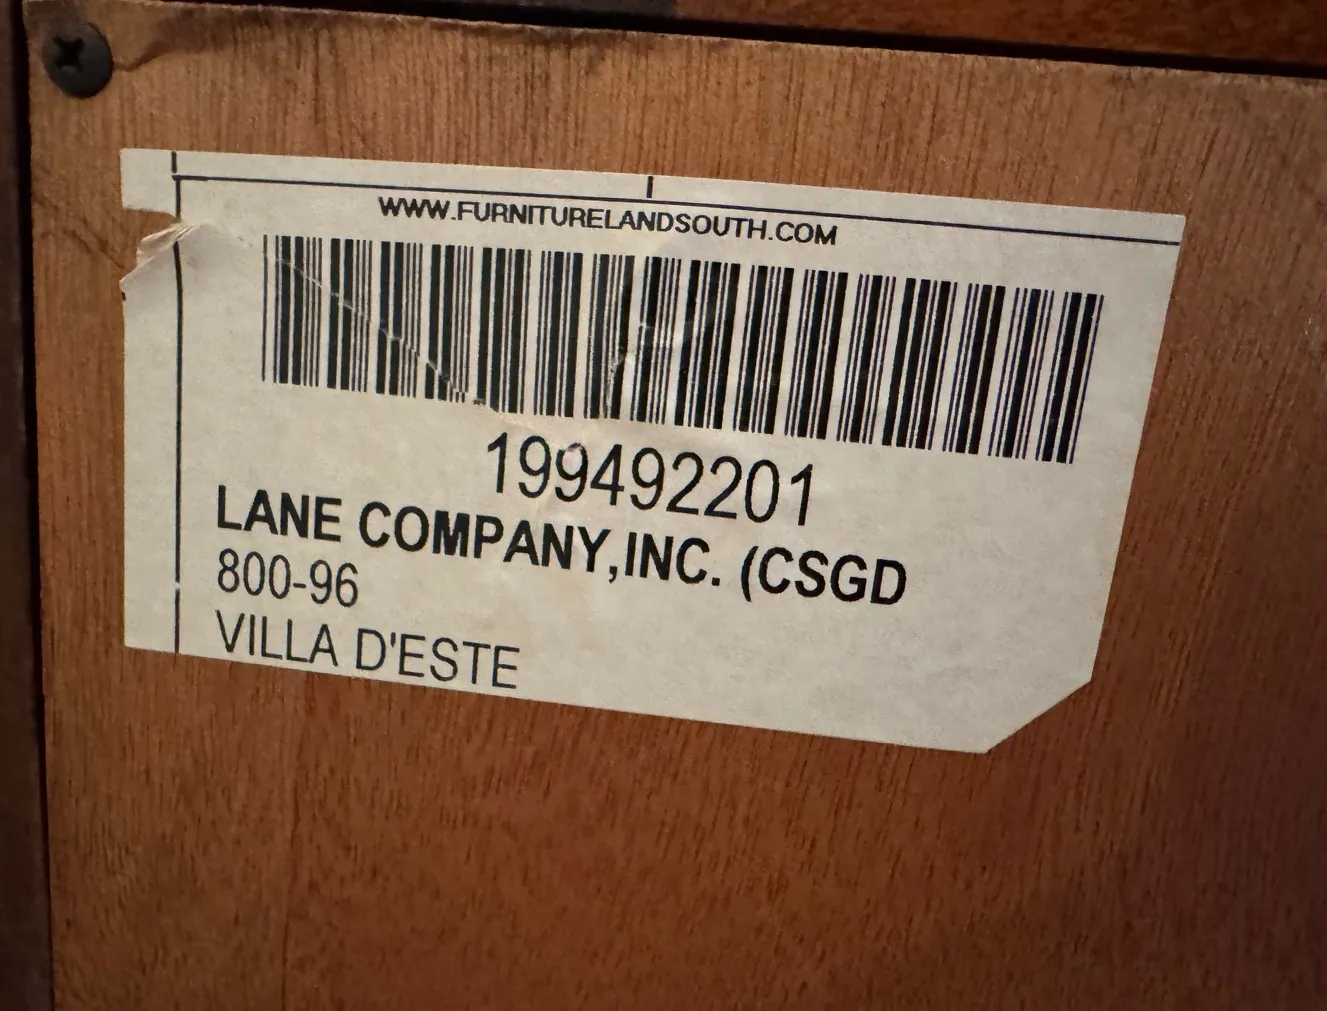 WWW.FURNITURELANDSOUTH.COM
199492201
LANE COMPANY,INC. (CSGD
800-96
VILLA D'ESTE